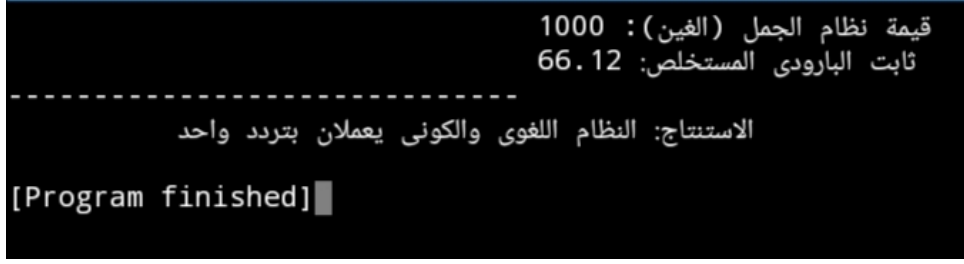 قيمة نظام الجمل (الغين): 1000
ثابت البارودى المستخلص: 66.12
------------------------------
الاستنتاج: النظام اللغوى والكونى يعملان بتردد واحد
[Program finished]